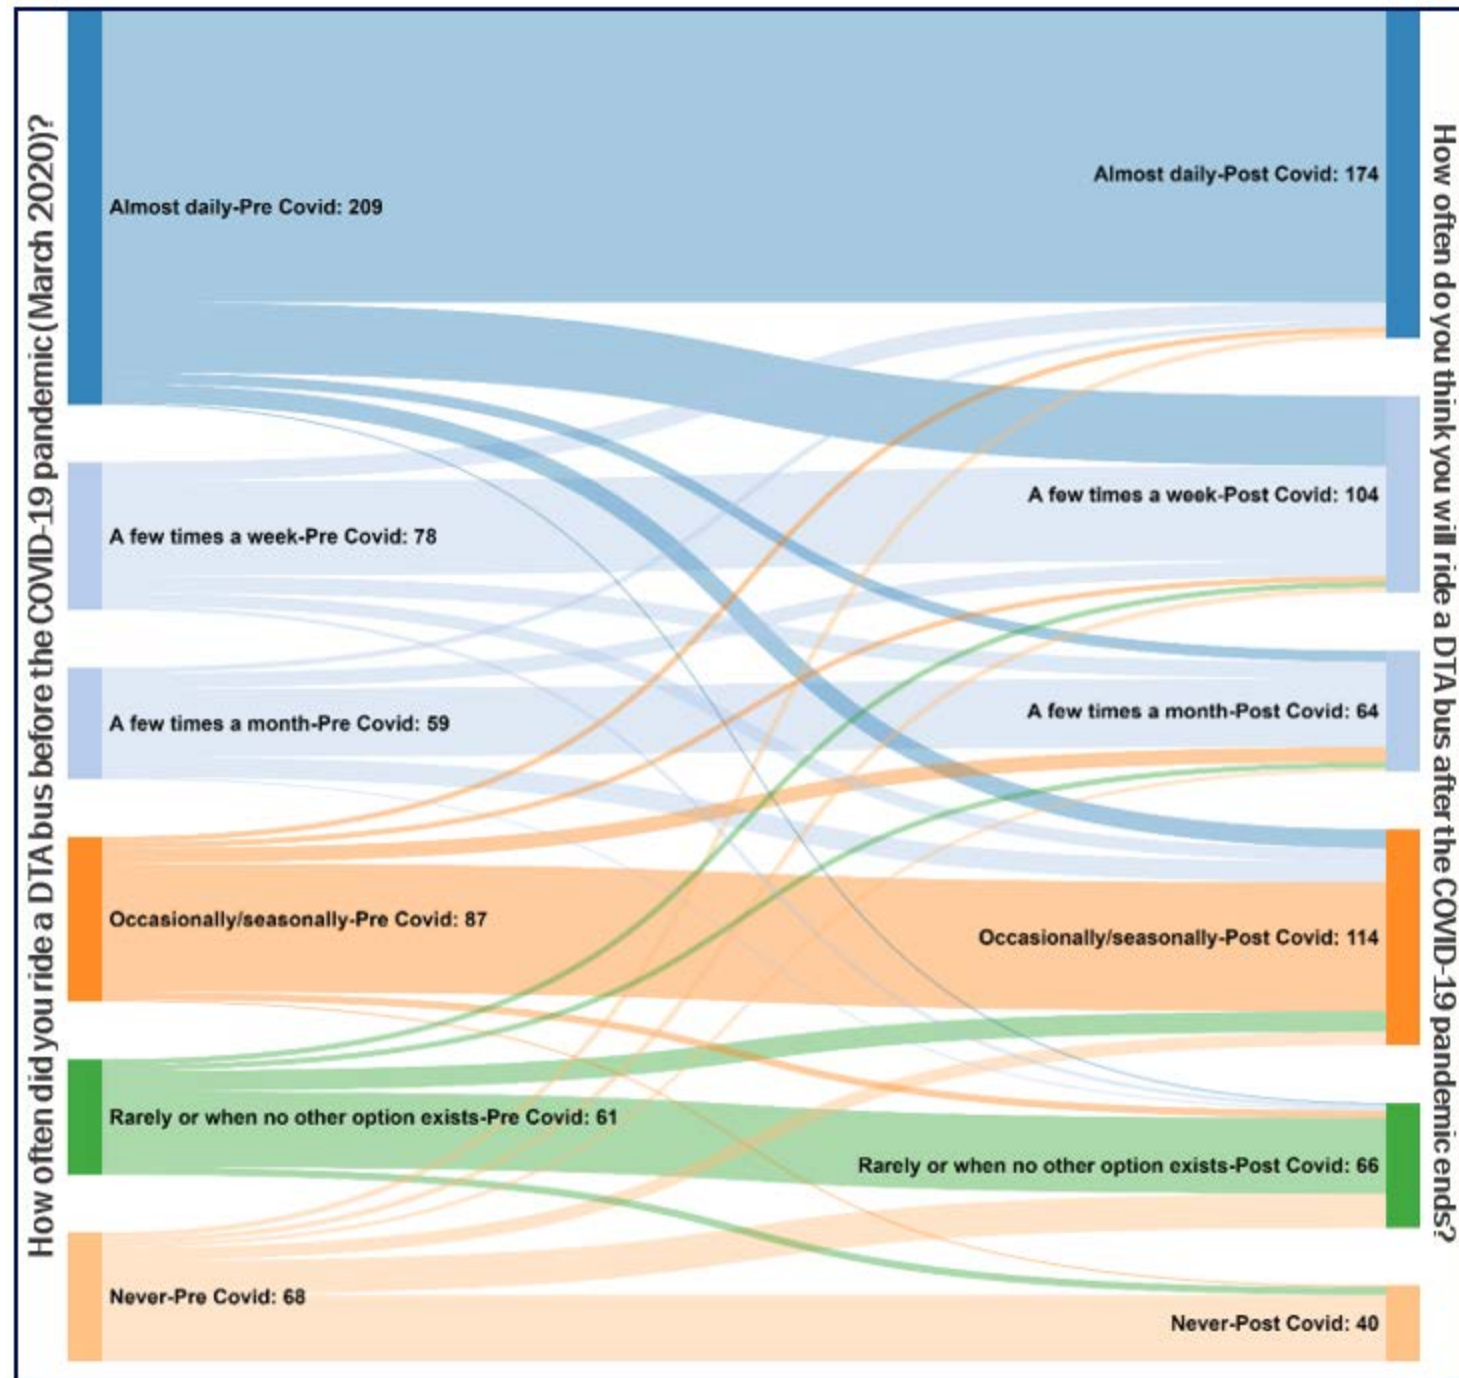 How often did you ride a DTA bus before the COVID-19 pandemic (March 2020)?
Almost daily-Pre Covid: 209
A few times a week-Pre Covid: 78
A few times a month-Pre Covid: 59
Occasionally/seasonally-Pre Covid: 87
Rarely or when no other option exists-Pre Covid: 61
Never-Pre Covid: 68
Almost daily-Post Covid: 174
A few times a week-Post Covid: 104
A few times a month-Post Covid: 64
Occasionally/seasonally-Post Covid: 114
Rarely or when no other option exists-Post Covid: 66
Never-Post Covid: 40
How often do you think you will ride a DTA bus after the COVID-19 pandemic ends?